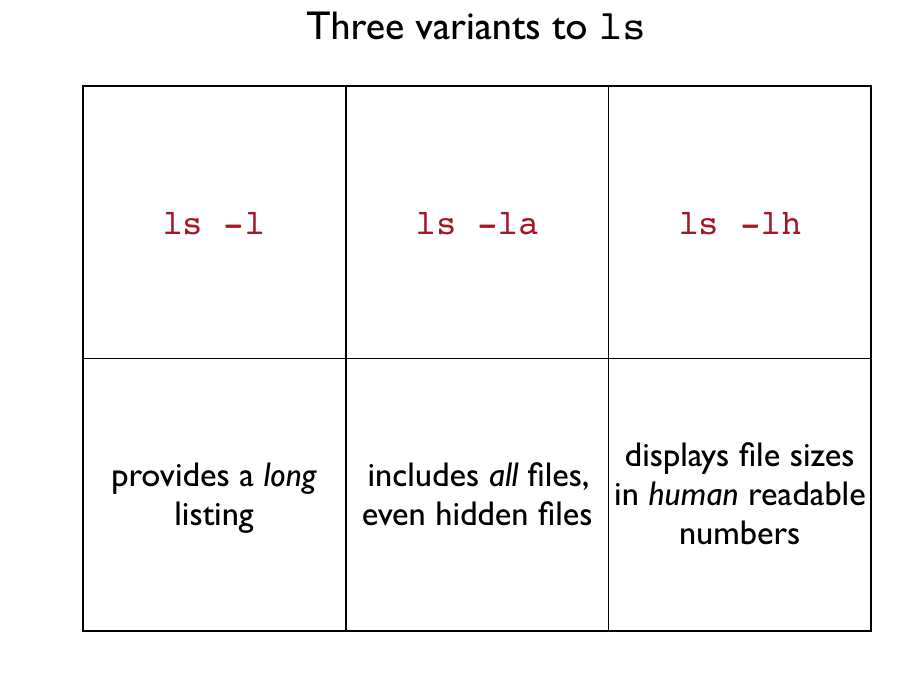 Three variants to ls
ls -l
ls -la
ls -lh
provides a long
listing
includes all files,
even hidden files
displays file sizes
in human readable
numbers